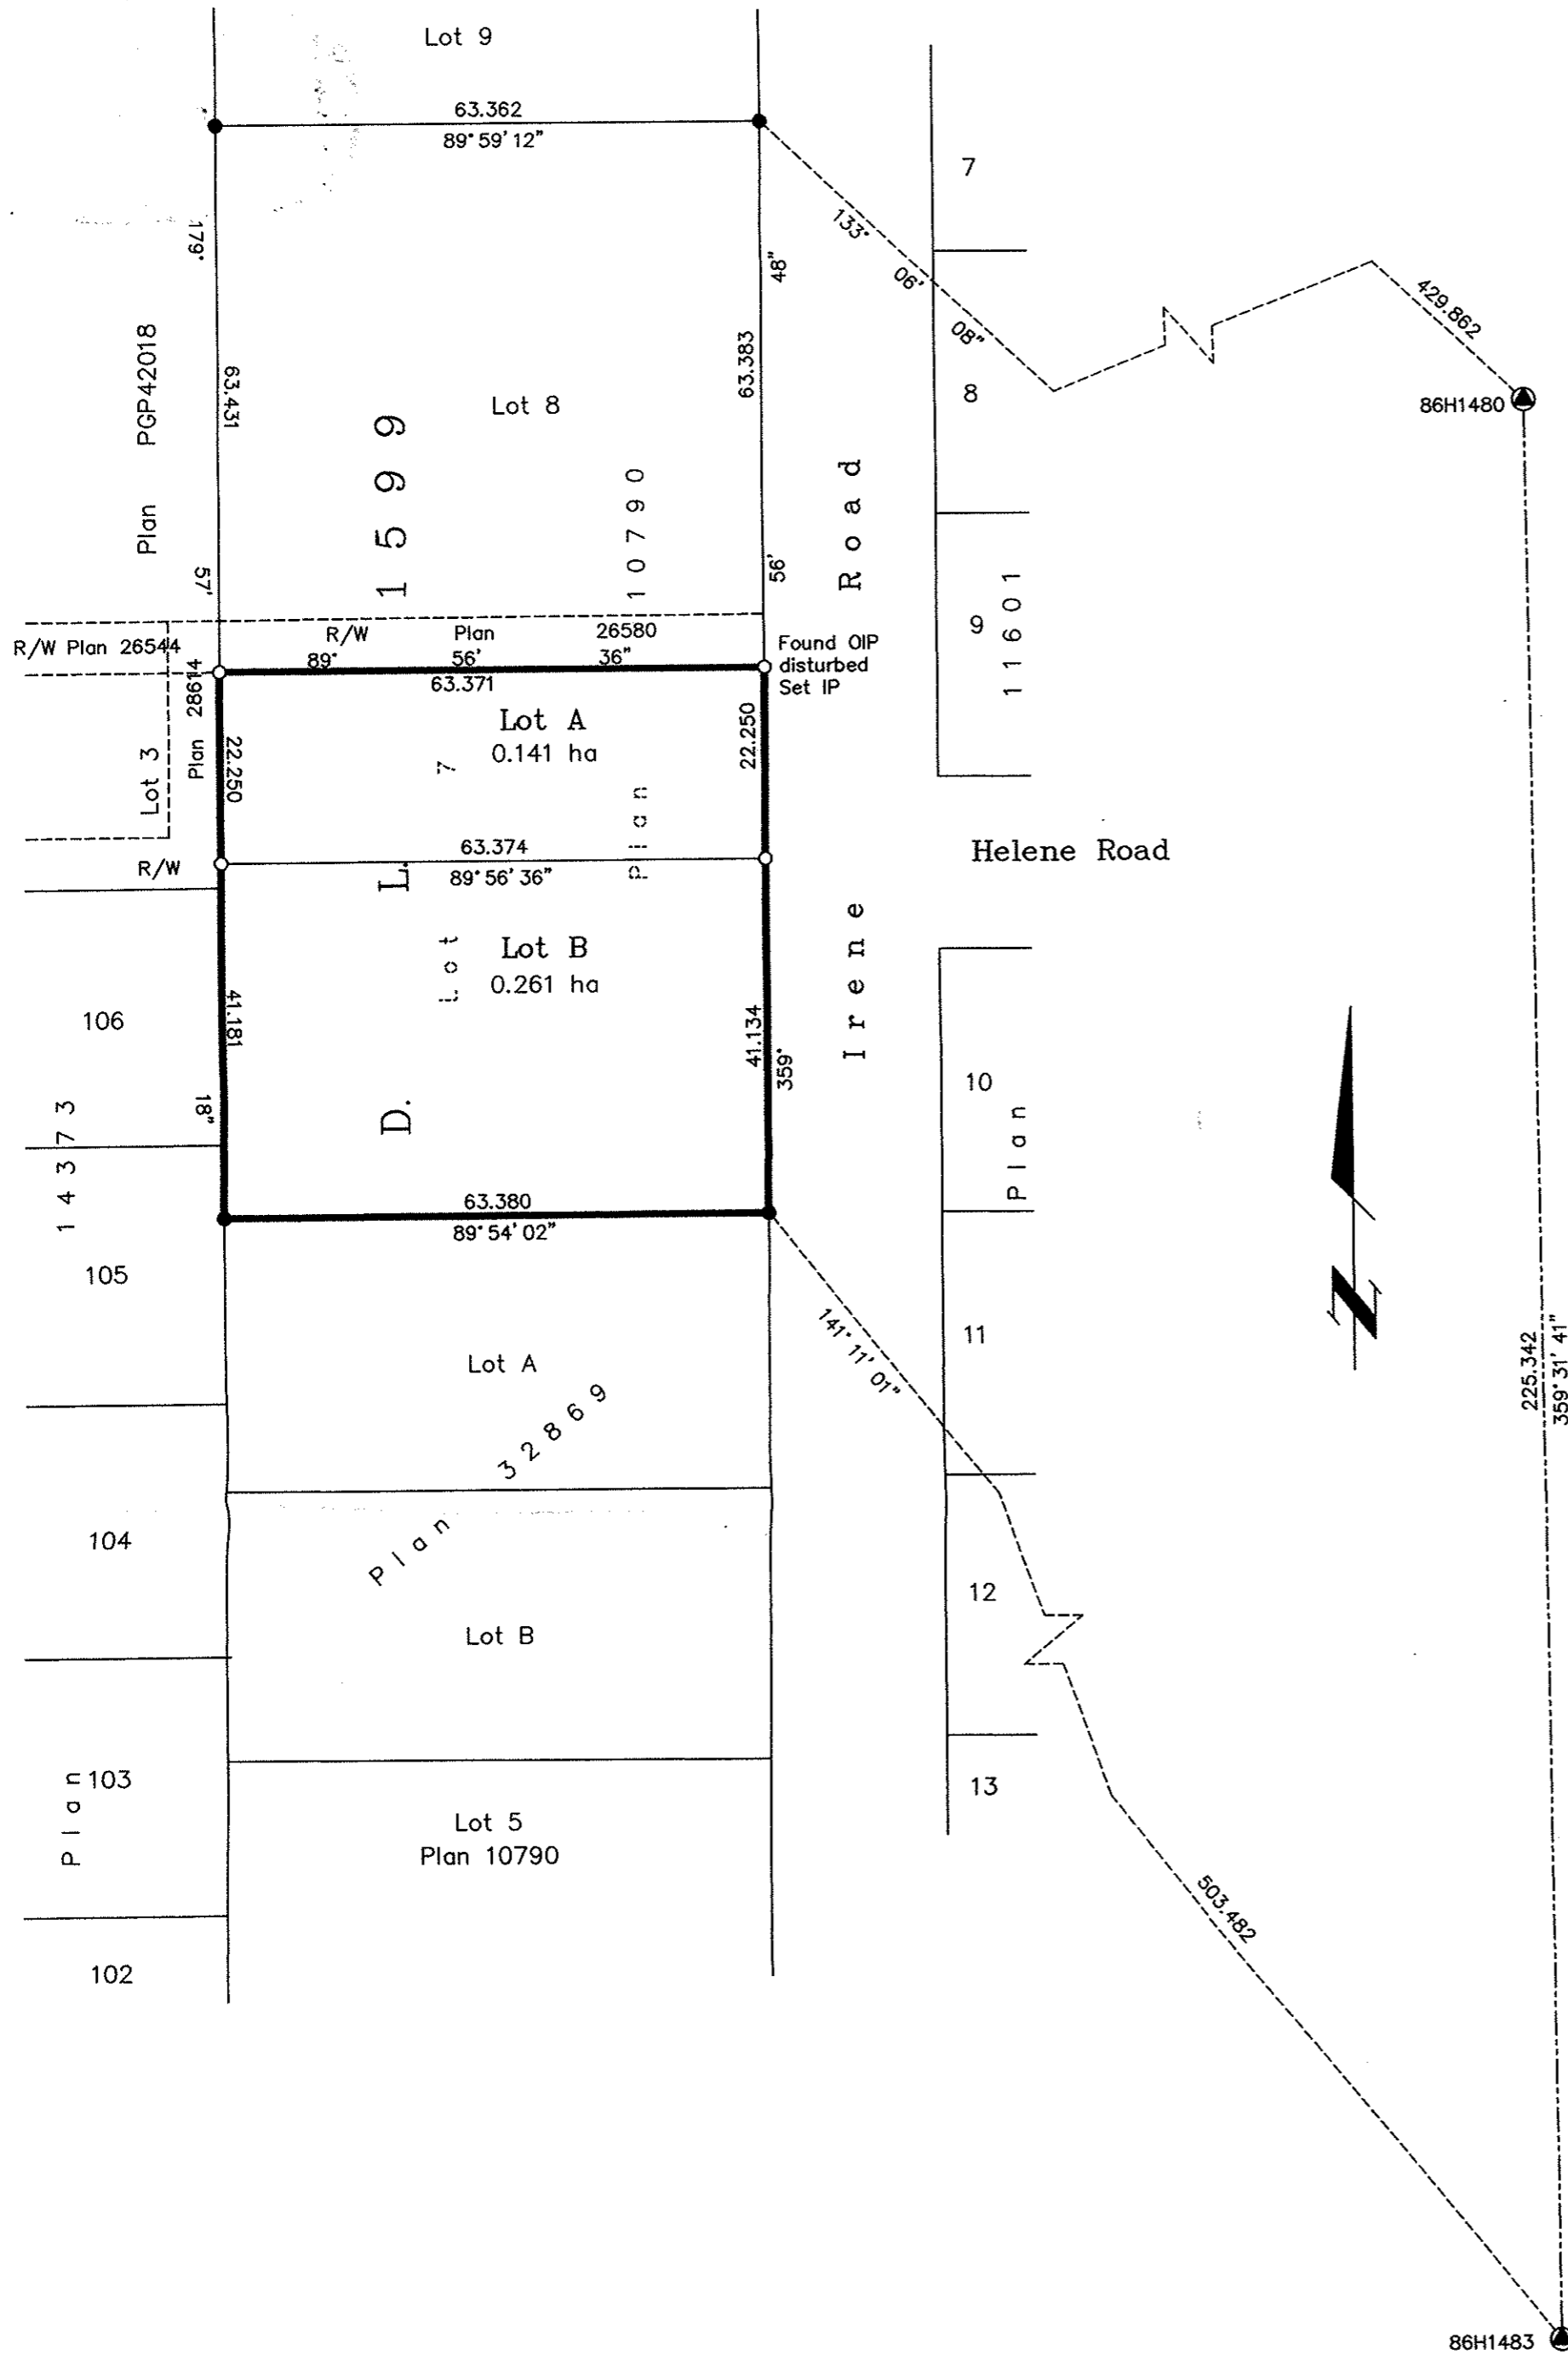 Lot 9
63.362
89° 59' 12"
179°
63.431
57'
18"
Plan PGP42018
Lot 8
1 5 9 9
1 0 7 9 0
48"
63.383
56'
359°
133° 06' 08"
429.862
86H1480
7
8
9
1 1 6 0 1
R o a d
R/W Plan 26544
R/W Plan 26580
89° 56' 36"
63.371
Found OIP
disturbed
Set IP
Plan 28614
Lot 3
R/W
22.250
Lot A
0.141 ha
22.250
7
Plan
63.374
89° 56' 36"
Helene Road
L.
Lot
Lot B
0.261 ha
I r e n e
106
41.181
41.134
D.
10
P l a n
1 4 3 7 3
63.380
89° 54' 02"
105
141° 11' 01"
11
225.342
359° 31' 41"
N
Lot A
3 2 8 6 9
P l a n
104
12
Lot B
103
P l a n
13
Lot 5
Plan 10790
503.482
102
86H1483